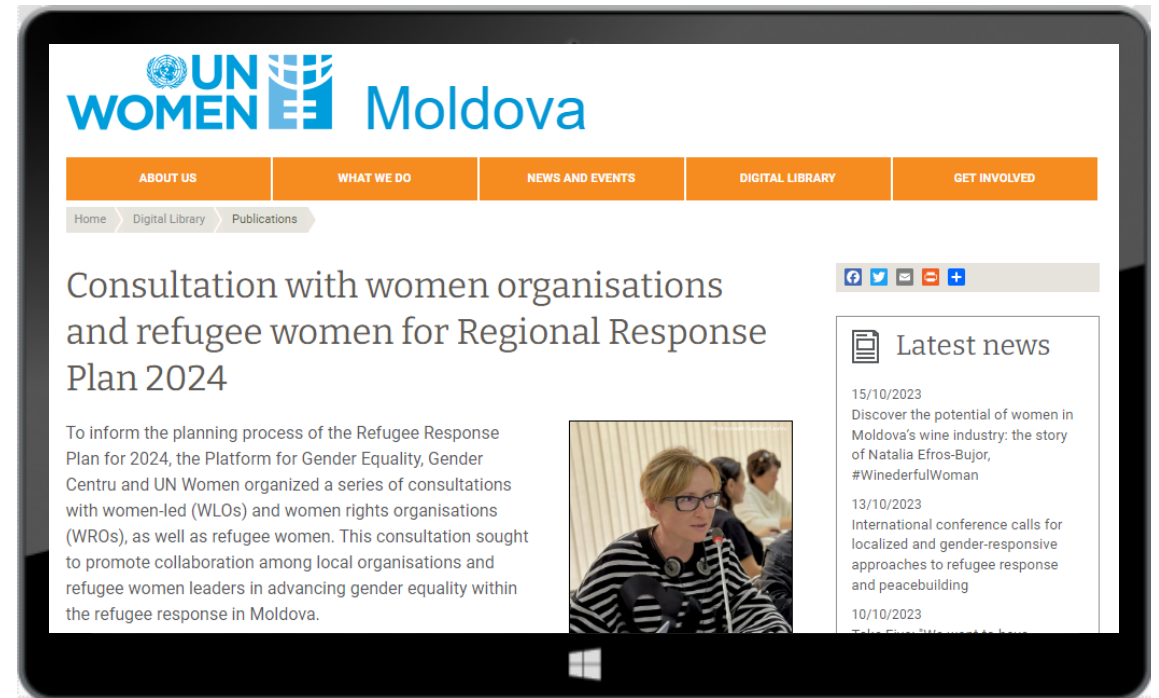 UN
WOMEN
Moldova
ABOUT US
WHAT WE DO
NEWS AND EVENTS
DIGITAL LIBRARY
GET INVOLVED
Home
Digital Library
Publications
Consultation with women organisations
and refugee women for Regional Response
Plan 2024
To inform the planning process of the Refugee Response
Plan for 2024, the Platform for Gender Equality, Gender
Centru and UN Women organized a series of consultations
with women-led (WLOs) and women rights organisations
(WROs), as well as refugee women. This consultation sought
to promote collaboration among local organisations and
refugee women leaders in advancing gender equality within
the refugee response in Moldova.
Latest news
15/10/2023
Discover the potential of women in
Moldova's wine industry: the story
of Natalia Efros-Bujor,
#WinederfulWoman
13/10/2023
International conference calls for
localized and gender-responsive
approaches to refugee response
and peacebuilding
10/10/2023